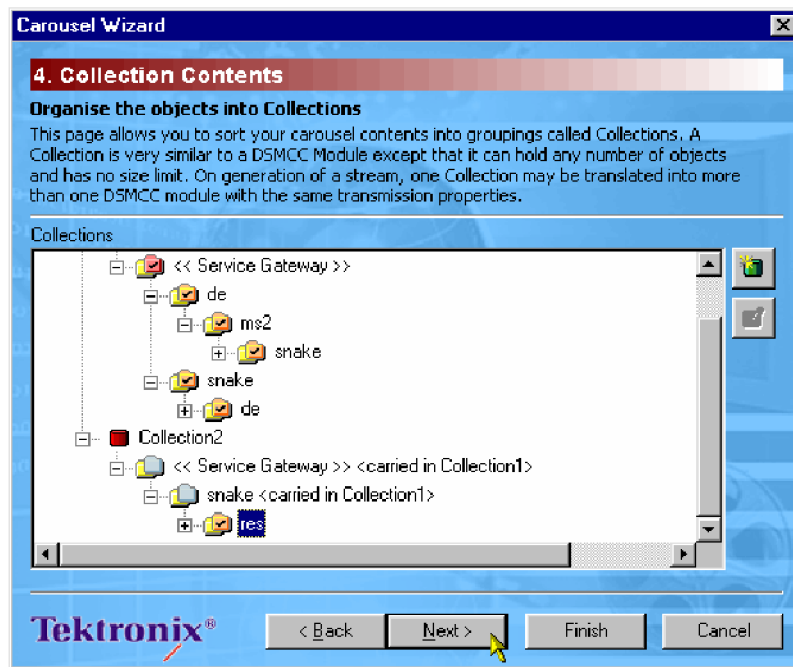 Carousel Wizard
4. Collection Contents
Organise the objects into Collections
This page allows you to sort your carousel contents into groupings called Collections. A
Collection is very similar to a DSMCC Module except that it can hold any number of objects
and has no size limit. On generation of a stream, one Collection may be translated into more
than one DSMCC module with the same transmission properties.
Collections
<< Service Gateway >>
de
ms2
snake
snake
de
Collection2
<< Service Gateway >> <carried in Collection1>
snake <carried in Collection1>
res
Tektronix®
< Back
Next >
Finish
Cancel